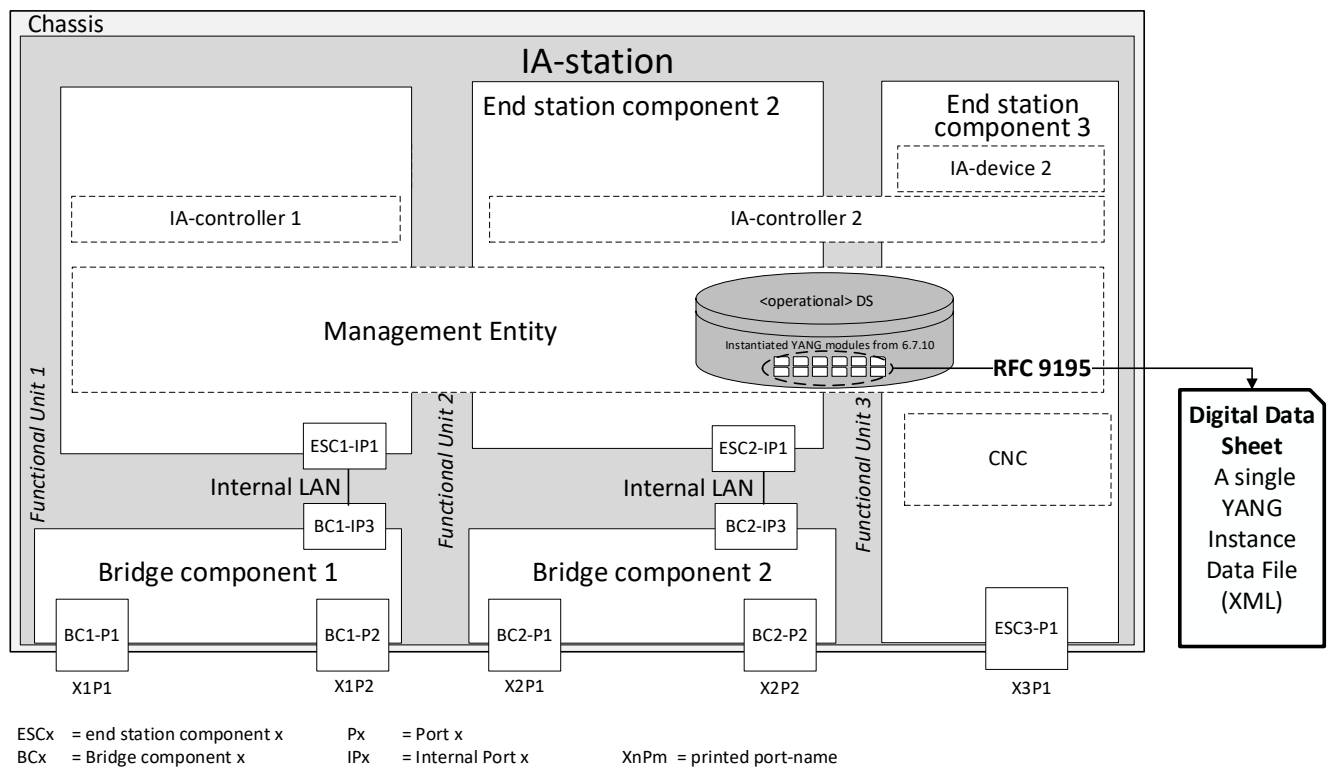 Chassis
IA-station
End station component 2
End station
component 3
IA-device 2
IA-controller 1
IA-controller 2
<operational> DS
Management Entity
Instantiated YANG modules from 6.7.10
RFC 9195
Functional Unit 1
Functional Unit 2
Functional Unit 3
Digital Data
Sheet
A single
YANG
Instance
Data File
(XML)
ESC1-IP1
ESC2-IP1
CNC
Internal LAN
Internal LAN
BC1-IP3
BC2-IP3
Bridge component 1
Bridge component 2
BC1-P1
BC1-P2
BC2-P1
BC2-P2
ESC3-P1
X1P1
X1P2
X2P1
X2P2
X3P1
ESCx = end station component x Px = Port x
BCx = Bridge component x IPx = Internal Port x XnPm = printed port-name